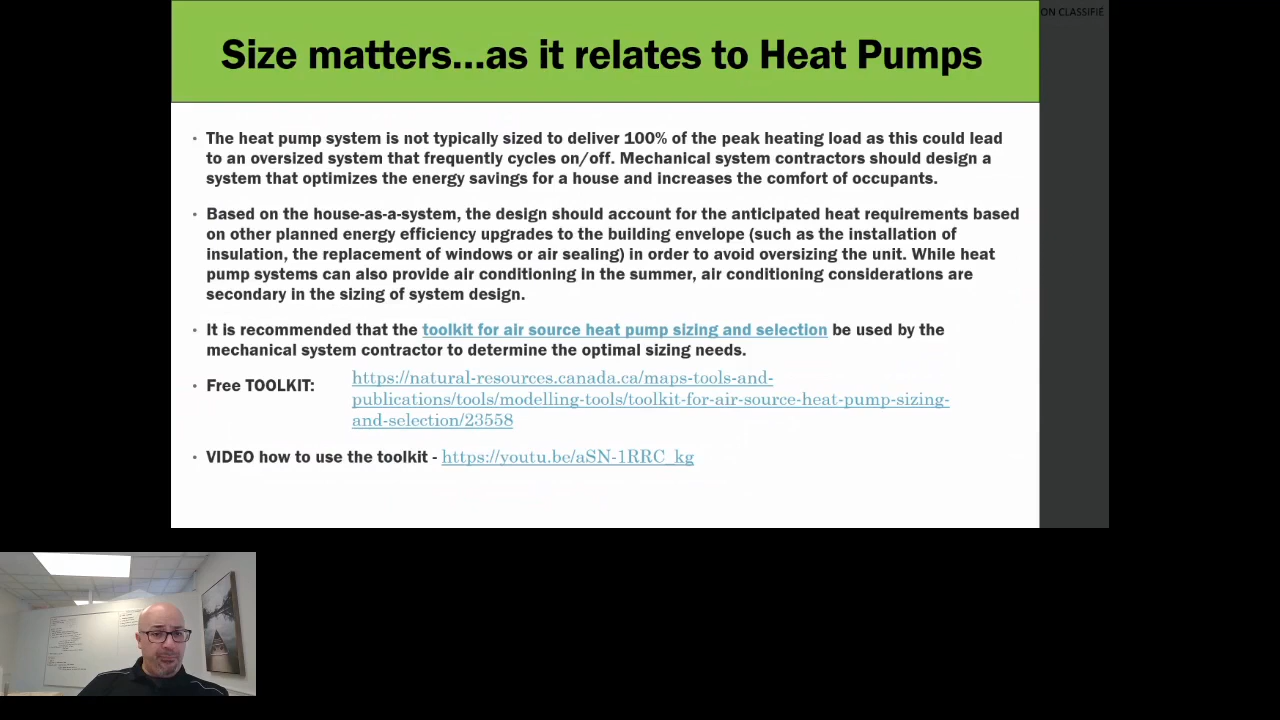 ON CLASSIFIÉ
Size matters...as it relates to Heat Pumps
• The heat pump system is not typically sized to deliver 100% of the peak heating load as this could lead
to an oversized system that frequently cycles on/off. Mechanical system contractors should design a
system that optimizes the energy savings for a house and increases the comfort of occupants.
• Based on the house-as-a-system, the design should account for the anticipated heat requirements based
on other planned energy efficiency upgrades to the building envelope (such as the installation of
insulation, the replacement of windows or air sealing) in order to avoid oversizing the unit. While heat
pump systems can also provide air conditioning in the summer, air conditioning considerations are
secondary in the sizing of system design.
• It is recommended that the toolkit for air source heat pump sizing and selection be used by the
mechanical system contractor to determine the optimal sizing needs.
• Free TOOLKIT: https://natural-resources.canada.ca/maps-tools-and-
publications/tools/modelling-tools/toolkit-for-air-source-heat-pump-sizing-
and-selection/23558
• VIDEO how to use the toolkit - https://youtu.be/aSN-1RRC_kg